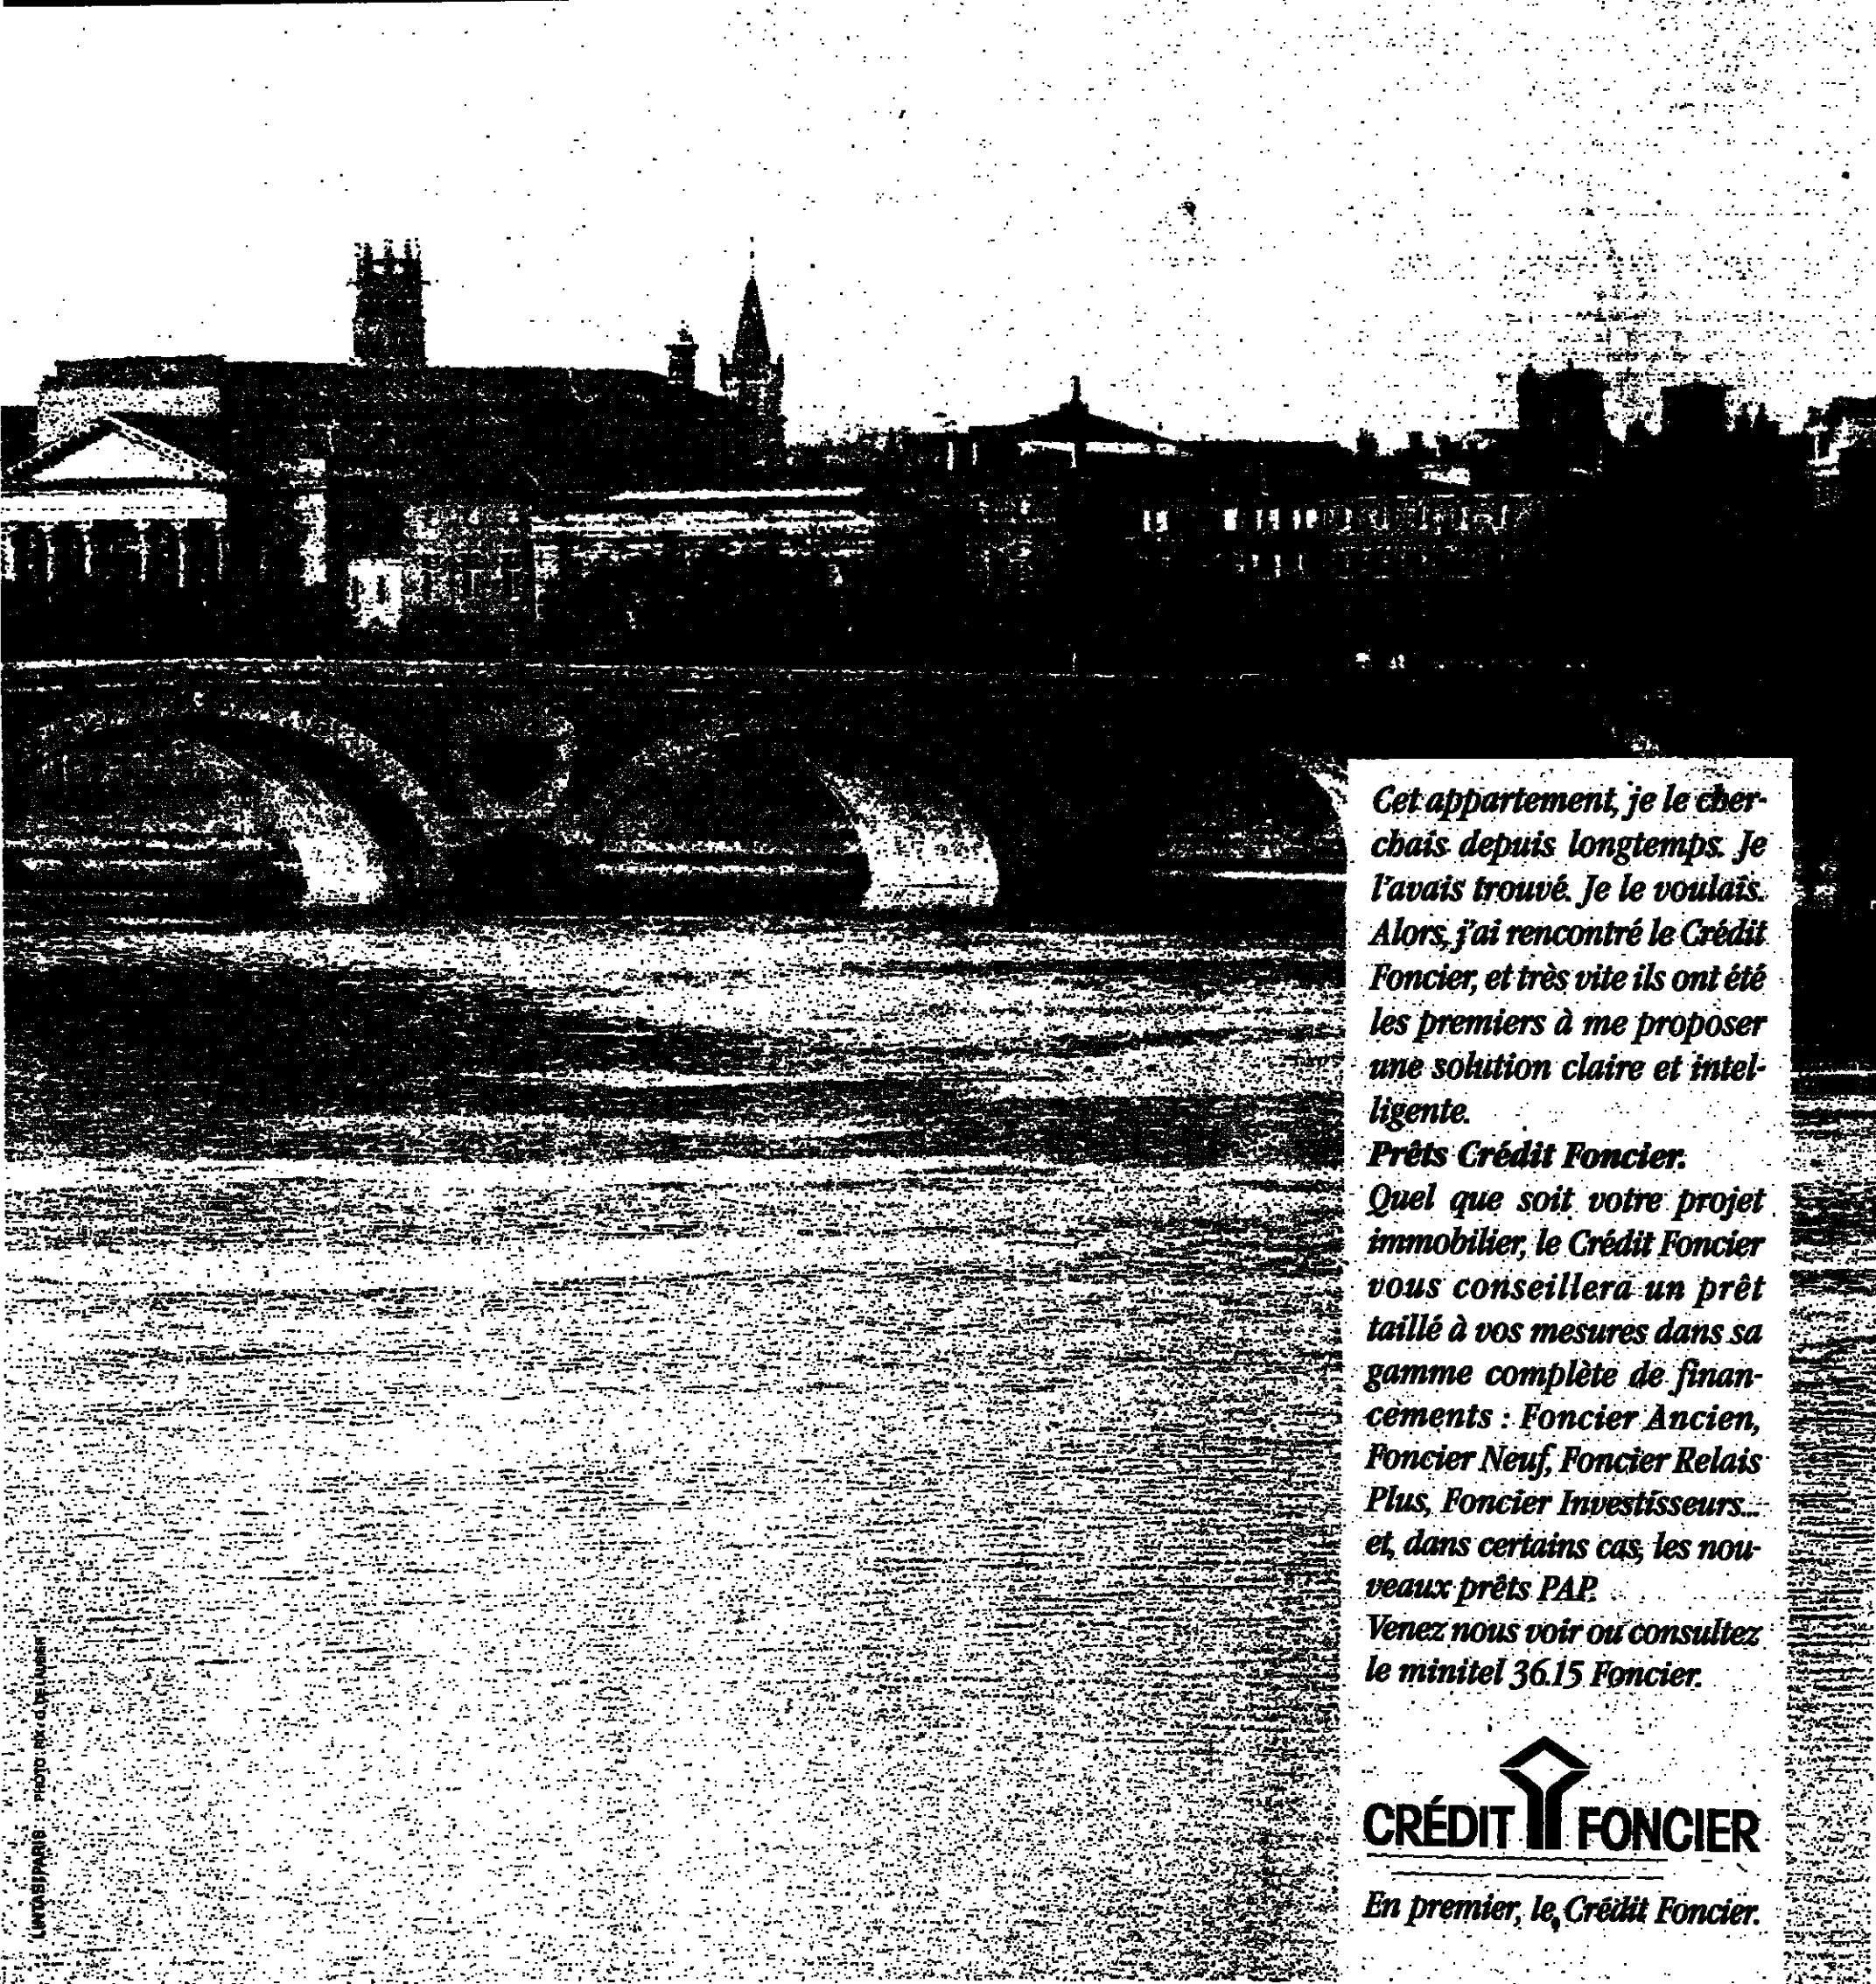 Cet appartement, je le cher-
chais depuis longtemps. Je
l'avais trouvé. Je le voulais.
Alors, j'ai rencontré le Crédit
Foncier, et très vite ils ont été
les premiers à me proposer
une solution claire et intel-
ligente.
Prêts Crédit Foncier.
Quel que soit votre projet
immobilier, le Crédit Foncier
vous conseillera un prêt
taillé à vos mesures dans sa
gamme complète de finan-
cements : Foncier Ancien,
Foncier Neuf, Foncier Relais
Plus, Foncier Investisseurs...
et, dans certains cas, les nou-
veaux prêts PAP.
Venez nous voir ou consultez
le minitel 36.15 Foncier.
CRÉDIT FONCIER
En premier, le Crédit Foncier.
LINTAS PARIS PHOTO